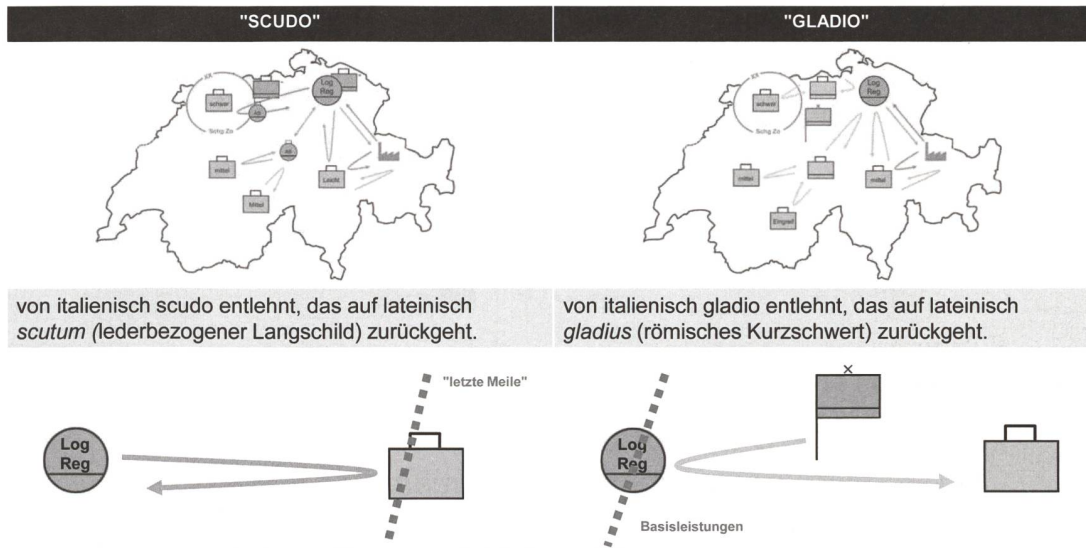 "SCUDO"
XX
schwer
Schg.Zo
Log
Reg
mittel
Mittel
Leicht
von italienisch scudo entlehnt, das auf lateinisch
scutum (lederbezogener Langschild) zurückgeht.
"letzte Meile"
Log
Reg
"GLADIO"
XX
schwer
Schg.Zo
Log
Reg
mittel
mittel
Eingreif
von italienisch gladio entlehnt, das auf lateinisch
gladius (römisches Kurzschwert) zurückgeht.
Log
Reg
Basisleistungen